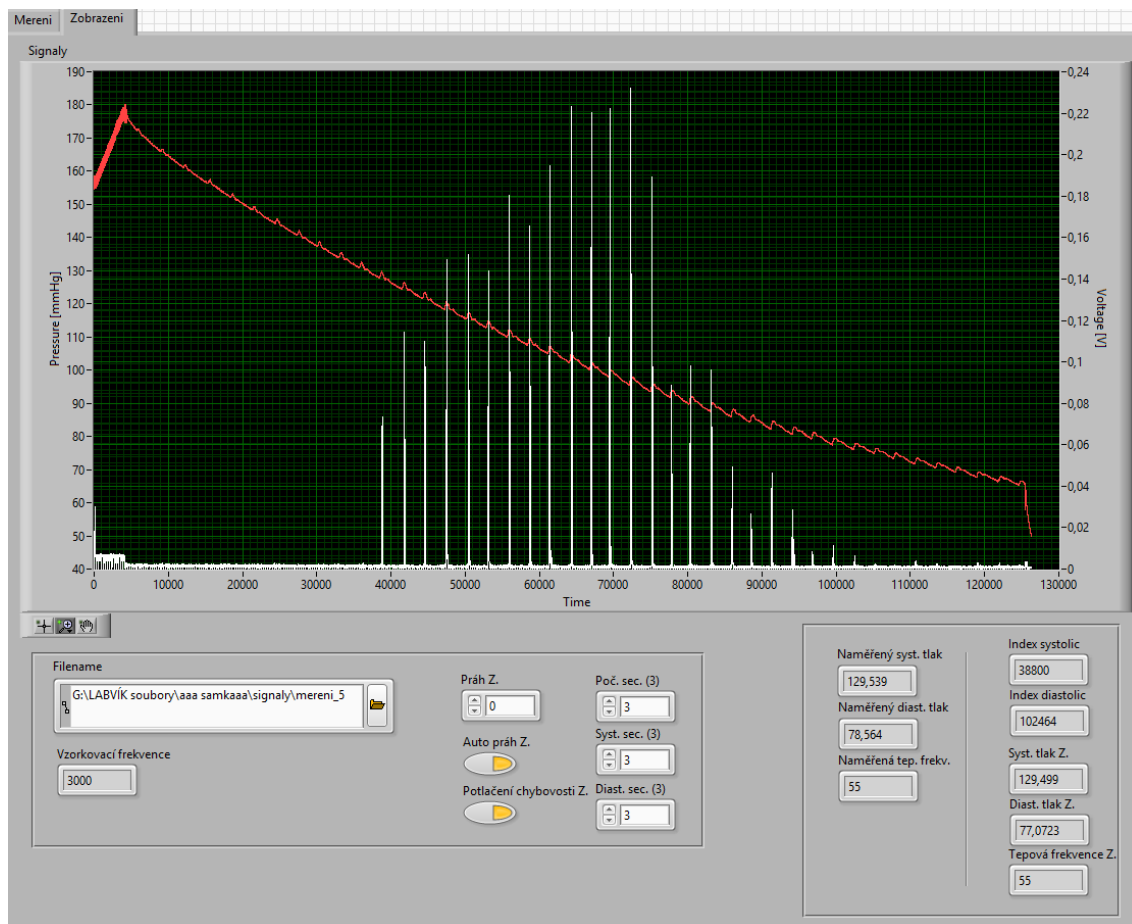 Mereni Zobrazeni
Signaly
190
180
170
160
150
140
130
120
110
100
90
80
70
60
50
40
Pressure [mmHg]
0,24
0,22
0,2
0,18
0,16
0,14
0,12
0,1
0,08
0,06
0,04
0,02
0
Voltage [V]
0 10000 20000 30000 40000 50000 60000 70000 80000 90000 100000 110000 120000 130000
Time
Filename
G:\LABVÍK soubory\aaa samkaaa\signaly\mereni_5
Vzorkovací frekvence
3000
Práh Z.
0
Auto práh Z.
Potlačení chybovosti Z.
Poč. sec. (3)
3
Syst. sec. (3)
3
Diast. sec. (3)
3
Naměřený syst. tlak
129,539
Naměřený diast. tlak
78,564
Naměřená tep. frekv.
55
Index systolic
38800
Index diastolic
102464
Syst. tlak Z.
129,499
Diast. tlak Z.
77,0723
Tepová frekvence Z.
55